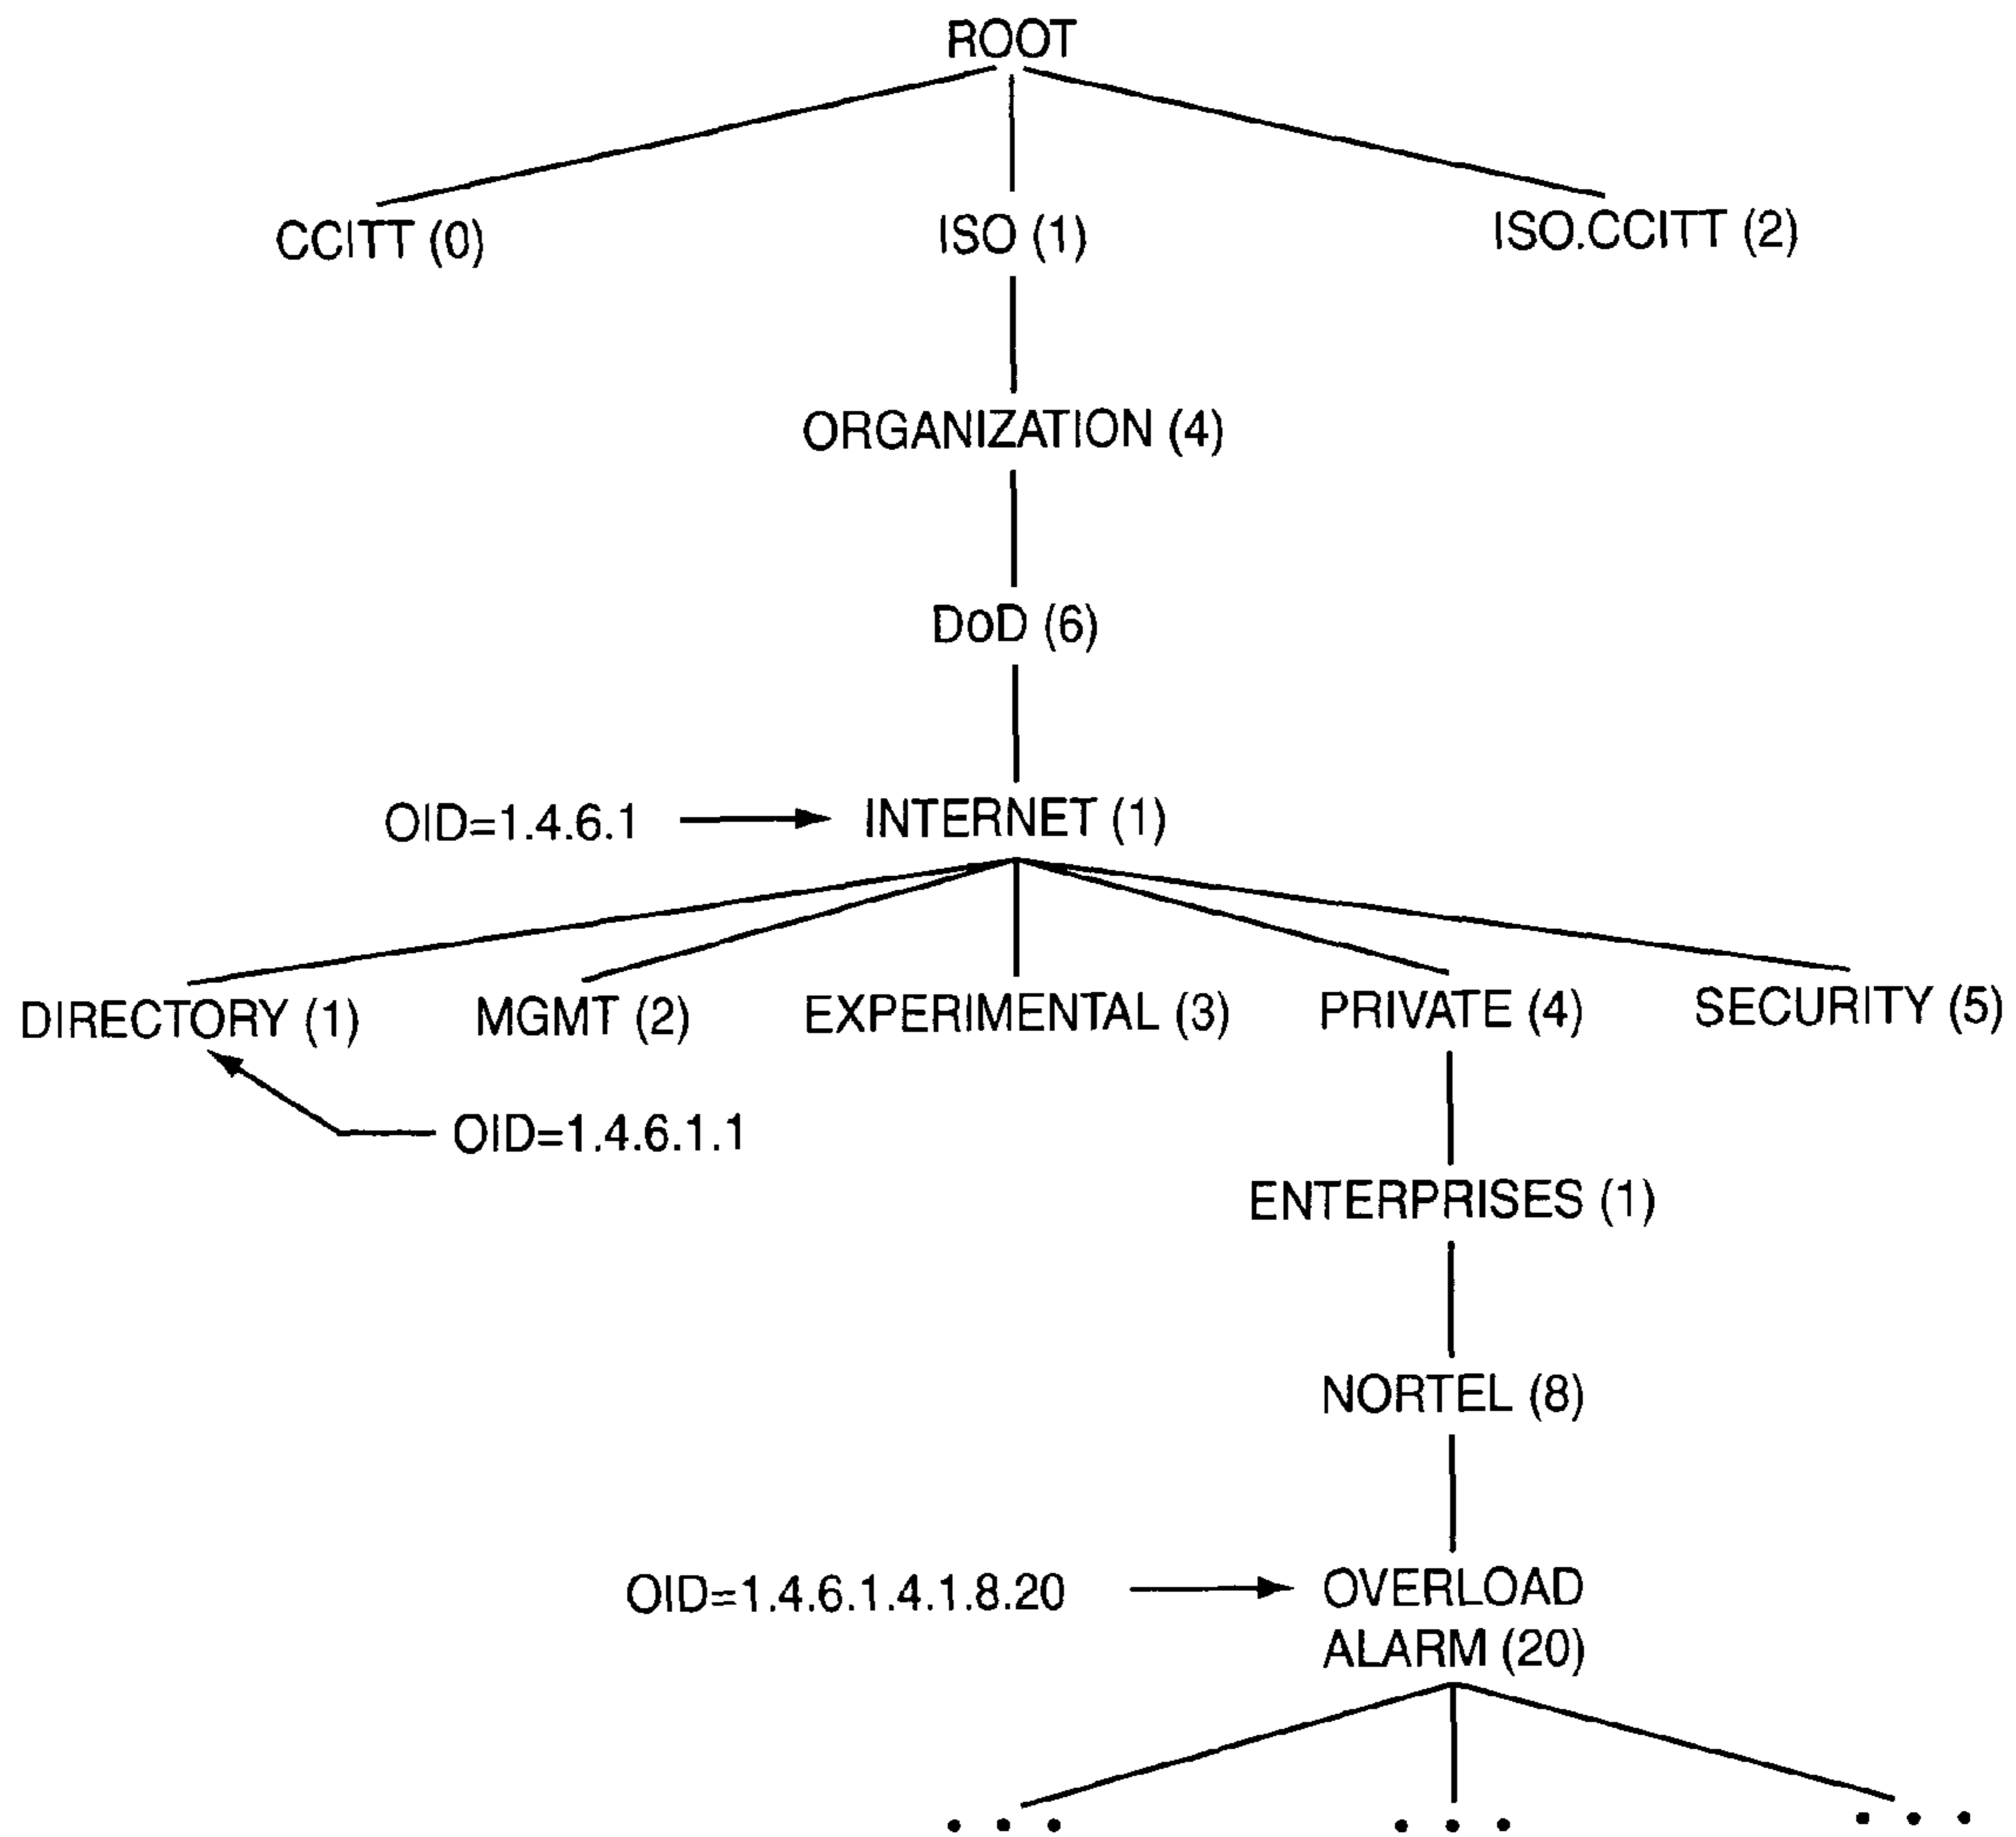 ROOT
CCITT (0)
ISO (1)
ISO.CCITT (2)
ORGANIZATION (4)
DoD (6)
OID=1.4.6.1
INTERNET (1)
DIRECTORY (1)
MGMT (2)
EXPERIMENTAL (3)
PRIVATE (4)
SECURITY (5)
OID=1.4.6.1.1
ENTERPRISES (1)
NORTEL (8)
OID=1.4.6.1.4.1.8.20
OVERLOAD
ALARM (20)
• • •
• • •
• • •